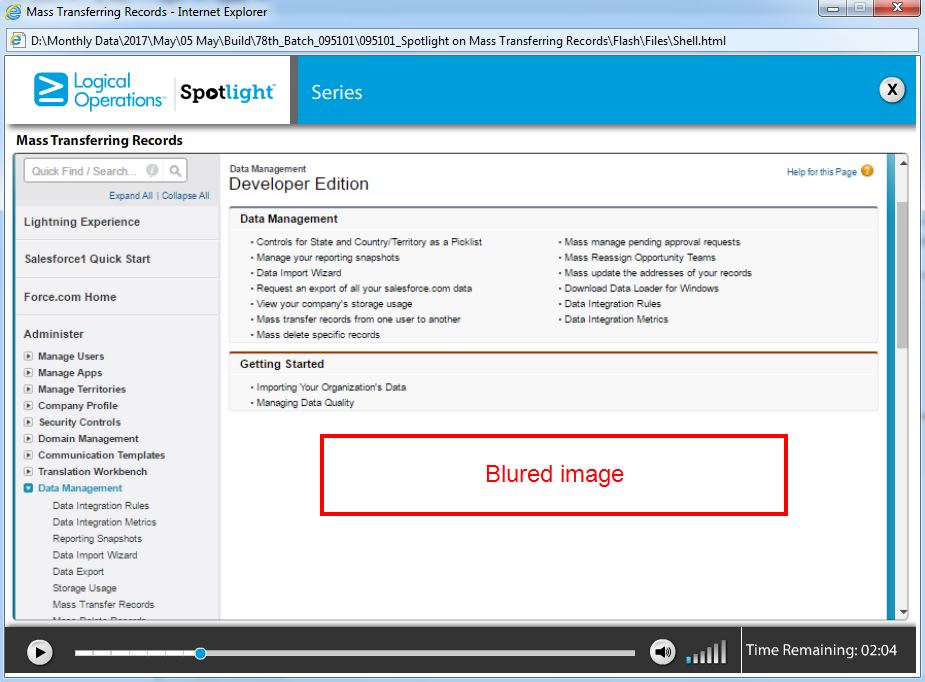 Mass Transferring Records - Internet Explorer
D:\Monthly Data\2017\May\05 May\Build\78th_Batch_095101\095101_Spotlight on Mass Transferring Records\Flash\Files\Shell.html
Logical
Operations™
Spotlight™
Series
X
Mass Transferring Records
Quick Find / Search...
Expand All | Collapse All
Lightning Experience
Salesforce1 Quick Start
Force.com Home
Administer
Manage Users
Manage Apps
Manage Territories
Company Profile
Security Controls
Domain Management
Communication Templates
Translation Workbench
Data Management
Data Integration Rules
Data Integration Metrics
Reporting Snapshots
Data Import Wizard
Data Export
Storage Usage
Mass Transfer Records
Mass Delete Records
Data Management
Developer Edition
Help for this Page ?
Data Management
• Controls for State and Country/Territory as a Picklist
• Manage your reporting snapshots
• Data Import Wizard
• Request an export of all your salesforce.com data
• View your company's storage usage
• Mass transfer records from one user to another
• Mass delete specific records
• Mass manage pending approval requests
• Mass Reassign Opportunity Teams
• Mass update the addresses of your records
• Download Data Loader for Windows
• Data Integration Rules
• Data Integration Metrics
Getting Started
• Importing Your Organization's Data
• Managing Data Quality
Blured image
Time Remaining: 02:04